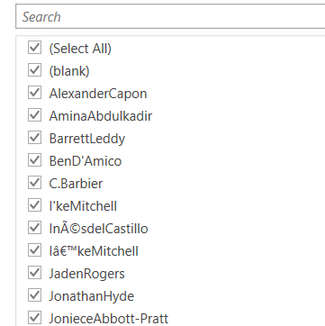 Search
(Select All)
(blank)
AlexanderCapon
AminaAbdulkadir
BarrettLeddy
BenD'Amico
C.Barbier
I'keMitchell
InÃ©sdelCastillo
Iâ€™keMitchell
JadenRogers
JonathanHyde
JonieceAbbott-Pratt